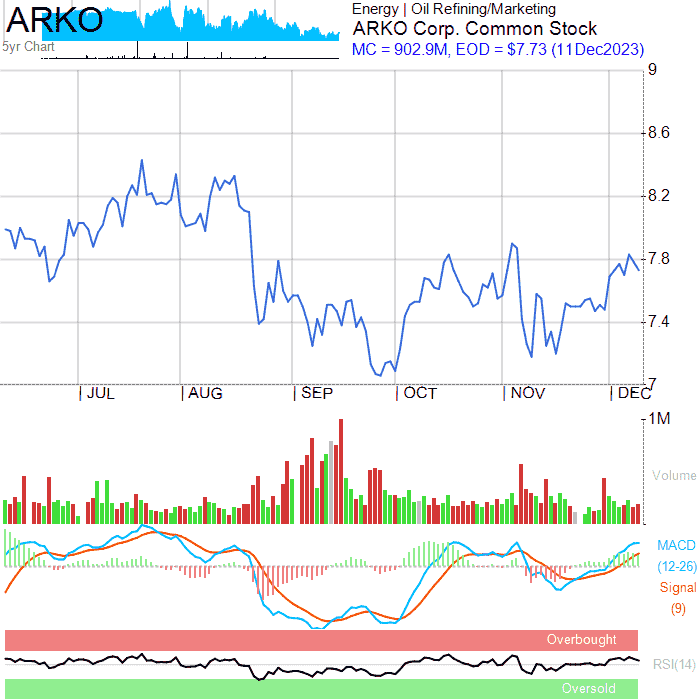 ARKO
5yr Chart
Energy | Oil Refining/Marketing
ARKO Corp. Common Stock
MC = 902.9M, EOD = $7.73 (11Dec2023)
9
8.6
8.2
7.8
7.4
7
JUL AUG SEP OCT NOV DEC
1M
Volume
MACD
(12-26)
Signal
(9)
Overbought
RSI(14)
Oversold